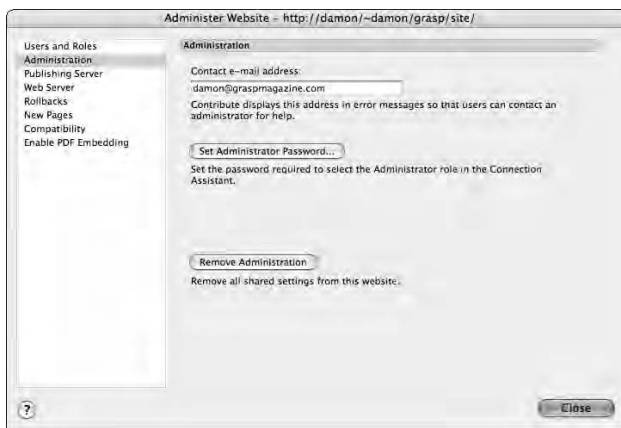 Administer Website – http://damon/~damon/grasp/site/
Users and Roles
Administration
Publishing Server
Web Server
Rollbacks
New Pages
Compatibility
Enable PDF Embedding
Administration
Contact e-mail address:
damon@graspmagazine.com
Contribute displays this address in error messages so that users can contact an
administrator for help.
Set Administrator Password...
Set the password required to select the Administrator role in the Connection
Assistant.
Remove Administration
Remove all shared settings from this website.
?
Close